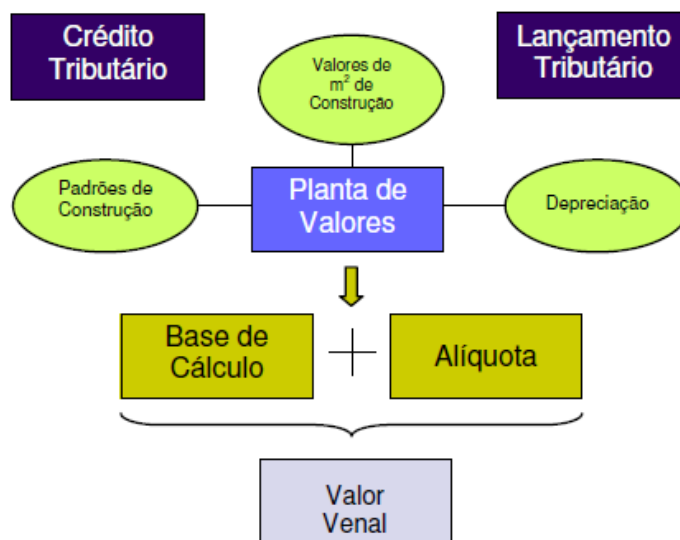 Crédito
Tributário
Lançamento
Tributário
Valores de
m² de
Construção
Padrões de
Construção
Planta de
Valores
Depreciação
Base de
Cálculo
Alíquota
Valor
Venal